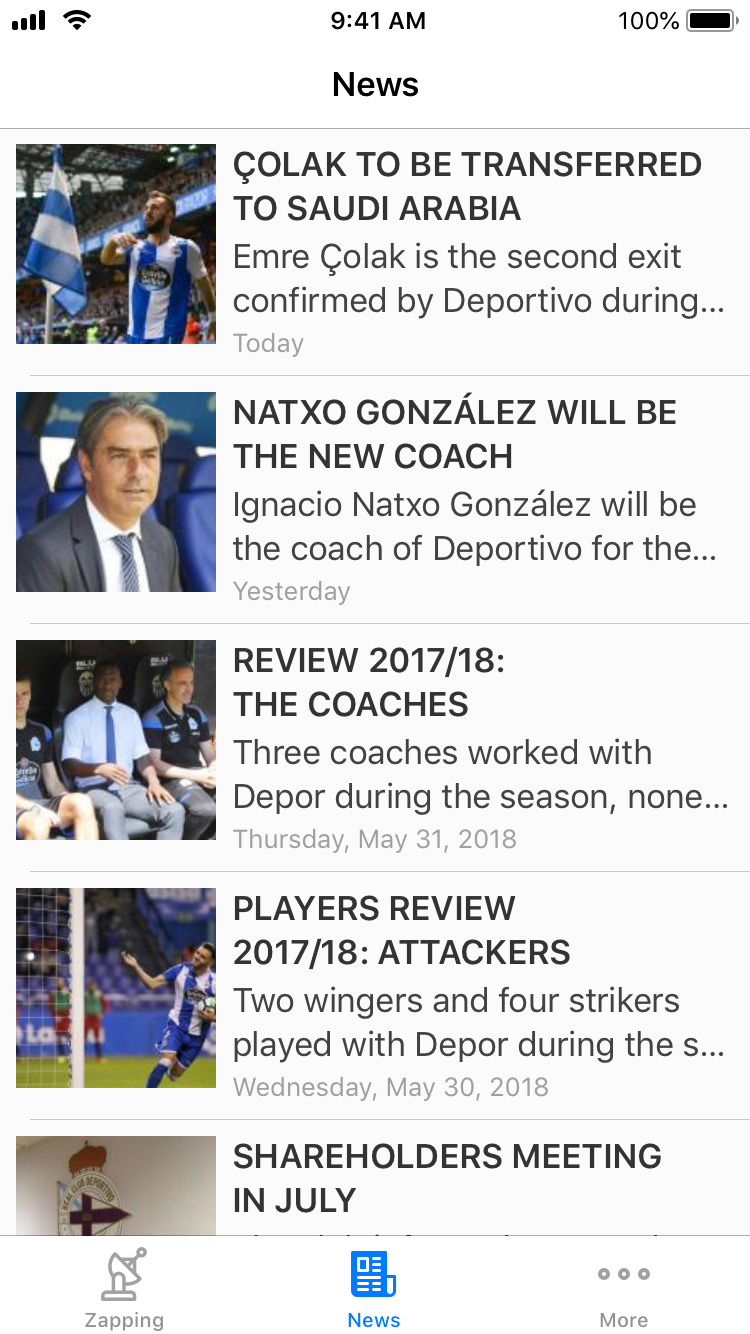 9:41 AM
100%
News
ÇOLAK TO BE TRANSFERRED
TO SAUDI ARABIA
Emre Çolak is the second exit
confirmed by Deportivo during...
Today
NATXO GONZÁLEZ WILL BE
THE NEW COACH
Ignacio Natxo González will be
the coach of Deportivo for the...
Yesterday
REVIEW 2017/18:
THE COACHES
Three coaches worked with
Depor during the season, none...
Thursday, May 31, 2018
PLAYERS REVIEW
2017/18: ATTACKERS
Two wingers and four strikers
played with Depor during the s...
Wednesday, May 30, 2018
REAL CLUB DEPORTIVO
SHAREHOLDERS MEETING
IN JULY
Zapping
News
More